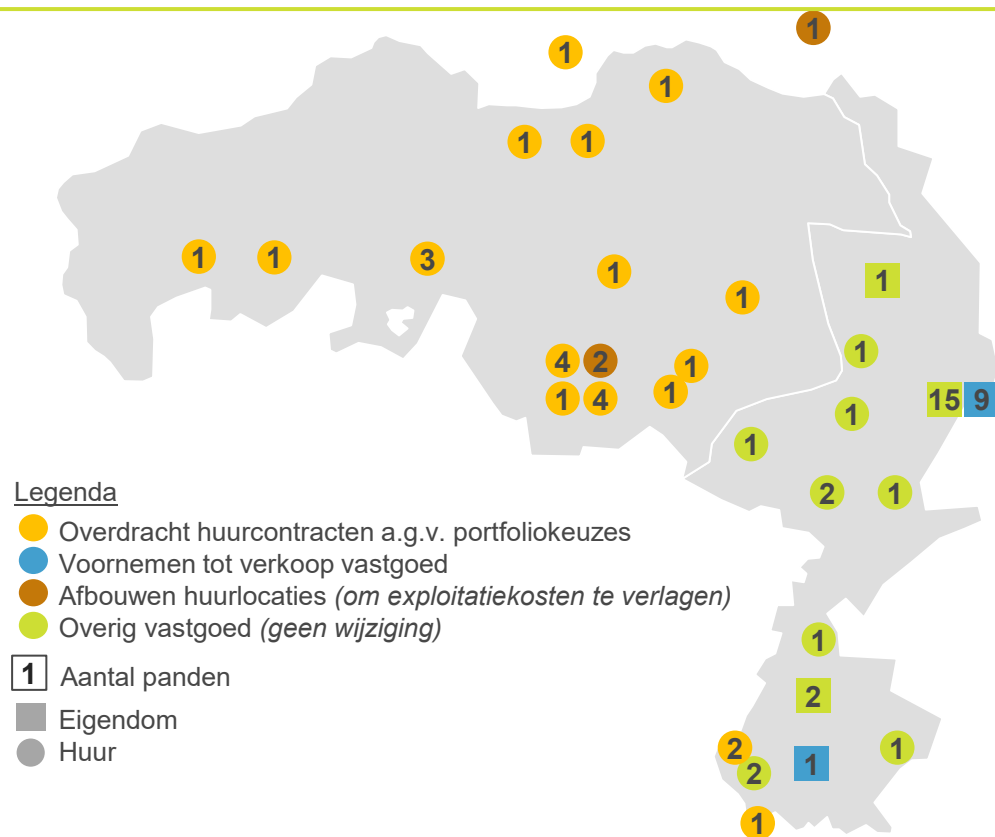 1
1
1
1 1
1 1 3
1
1
1
1
4 2
1
1 4
1
1
15 9
1
2 1
Legenda
Overdracht huurcontracten a.g.v. portfoliokeuzes
Voornemen tot verkoop vastgoed
Afbouwen huurlocaties (om exploitatiekosten te verlagen)
Overig vastgoed (geen wijziging)
1 Aantal panden
Eigendom
Huur
1
2
2
2
1
1
1